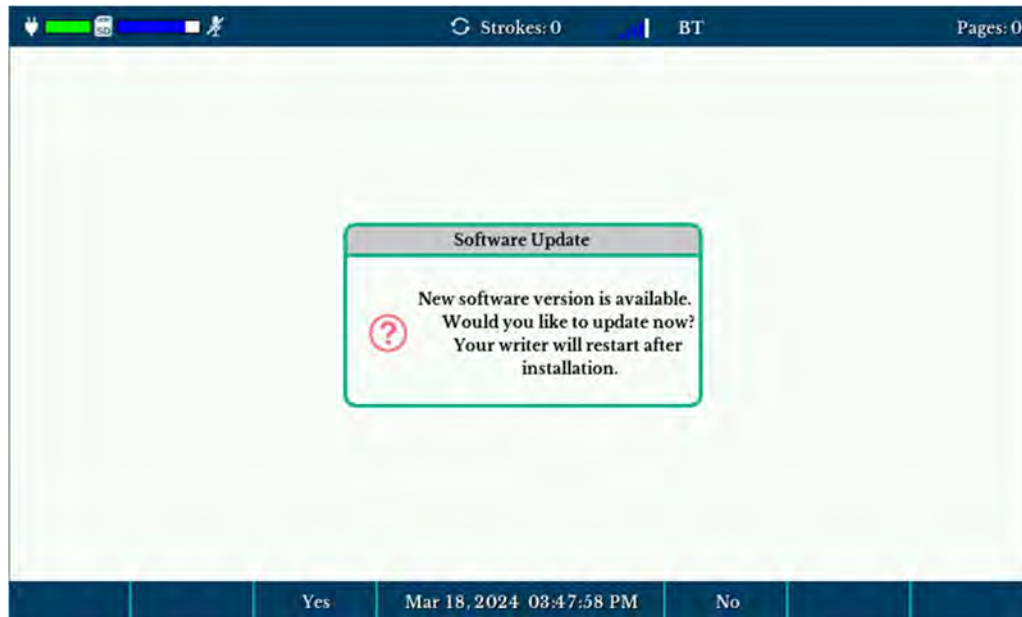 SD Strokes: 0 BT Pages: 0
Software Update
New software version is available.
Would you like to update now?
Your writer will restart after
installation.
Yes Mar 18, 2024 03:47:58 PM No